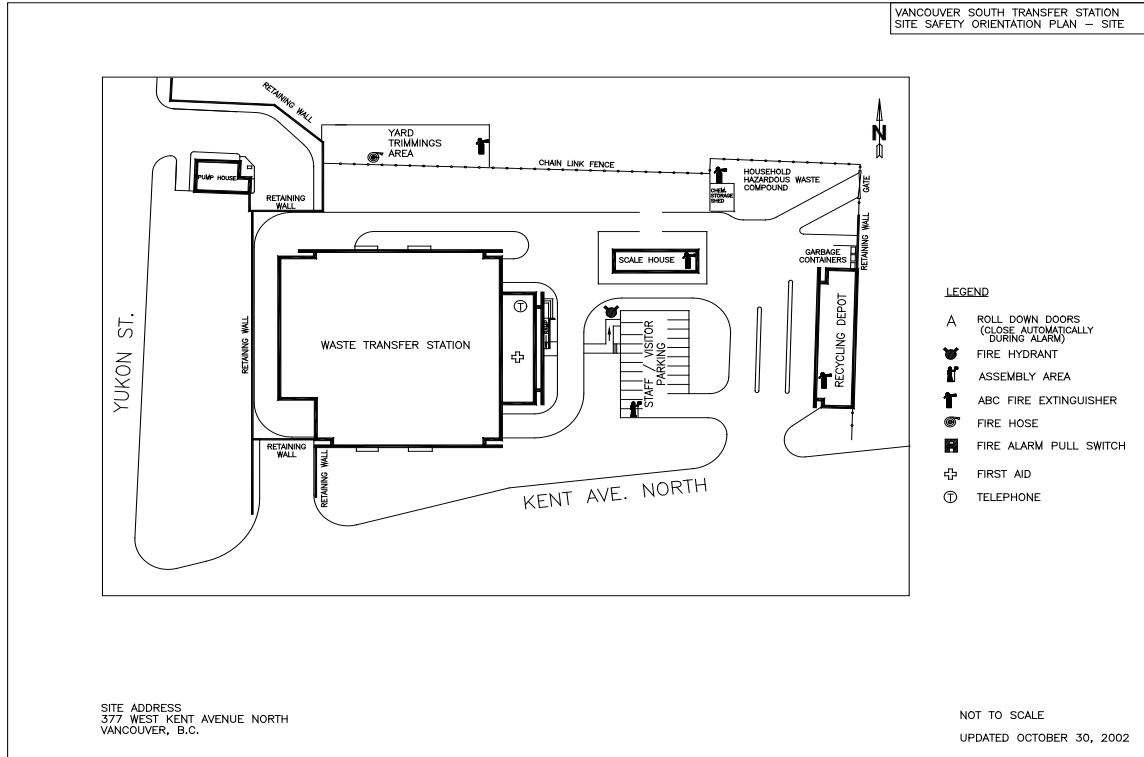 VANCOUVER SOUTH TRANSFER STATION
SITE SAFETY ORIENTATION PLAN – SITE
RETAINING WALL
YARD
TRIMMINGS
AREA
N
CHAIN LINK FENCE
HOUSEHOLD
HAZARDOUS WASTE
COMPOUND
CHEM.
STORAGE
SHED
GATE
PUMP HOUSE
RETAINING
WALL
RETAINING WALL
GARBAGE
CONTAINERS
SCALE HOUSE
T
WASTE TRANSFER STATION
STAFF / VISITOR
PARKING
RECYCLING DEPOT
YUKON ST.
RETAINING WALL
RETAINING
WALL
RETAINING WALL
KENT AVE. NORTH
LEGEND
A ROLL DOWN DOORS
(CLOSE AUTOMATICALLY
DURING ALARM)
FIRE HYDRANT
ASSEMBLY AREA
ABC FIRE EXTINGUISHER
FIRE HOSE
FIRE ALARM PULL SWITCH
FIRST AID
T TELEPHONE
SITE ADDRESS
377 WEST KENT AVENUE NORTH
VANCOUVER, B.C.
NOT TO SCALE
UPDATED OCTOBER 30, 2002